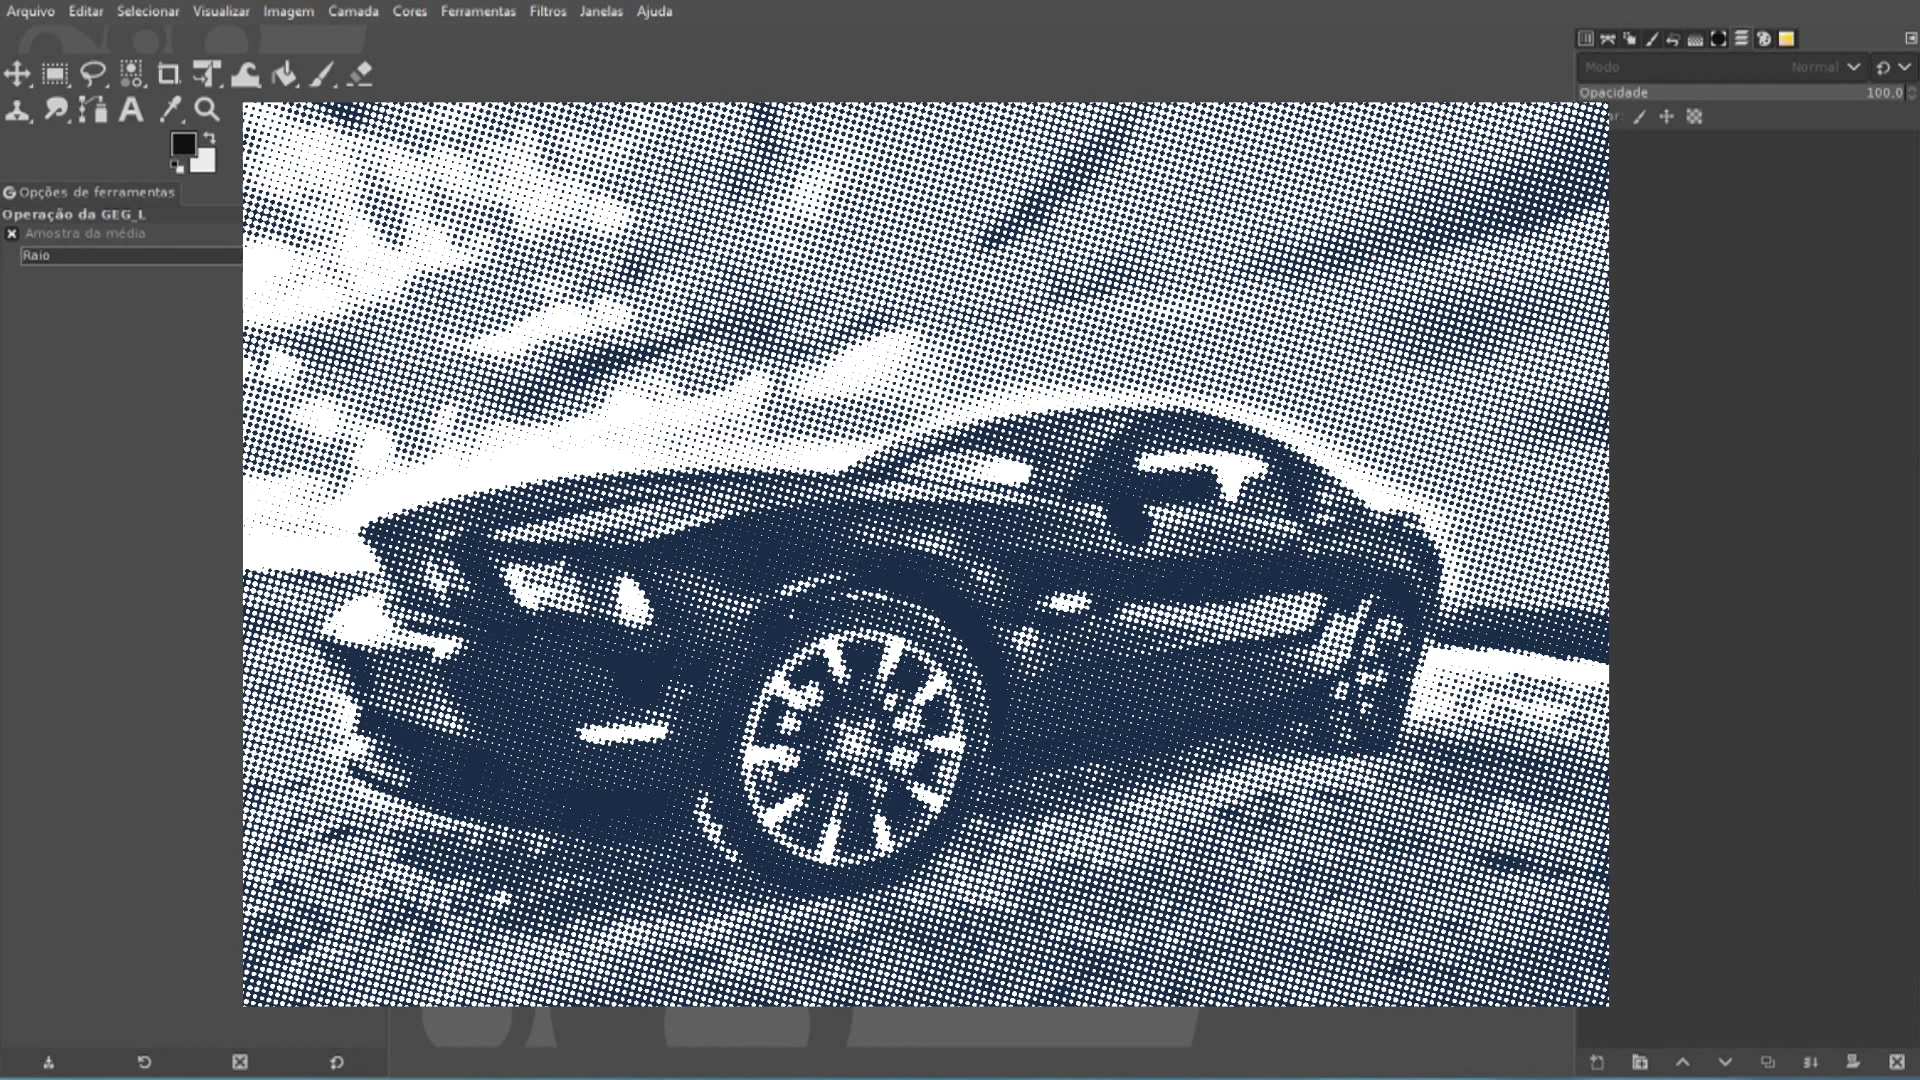 Arquivo Editar Selecionar Visualizar Imagem Camada Cores Ferramentas Filtros Janelas Ajuda
Modo Normal
Opacidade 100.0
Opções de ferramentas
Operação da GEG_L
Amostra da média
Raio